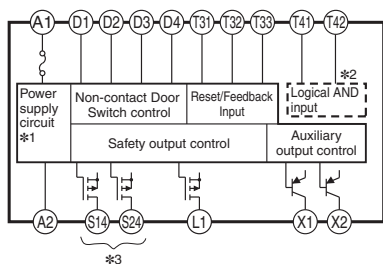 A1 D1 D2 D3 D4 T31 T32 T33 T41 T42
*2
Power supply circuit *1
Non-contact Door Switch control
Reset/Feedback Input
Logical AND input
Safety output control
Auxiliary output control
A2 S14 S24 L1 X1 X2
*3